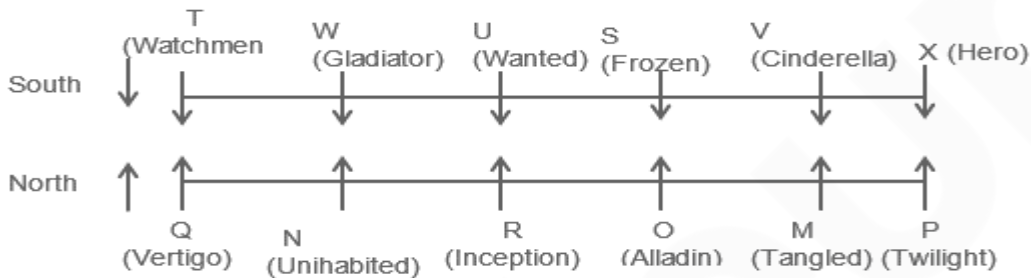 T
(Watchmen
W
(Gladiator)
U
(Wanted)
S
(Frozen)
V
(Cinderella)
X (Hero)
South
North
Q
(Vertigo)
N
(Unihabited)
R
(Inception)
O
(Alladin)
M
(Tangled)
P
(Twilight)